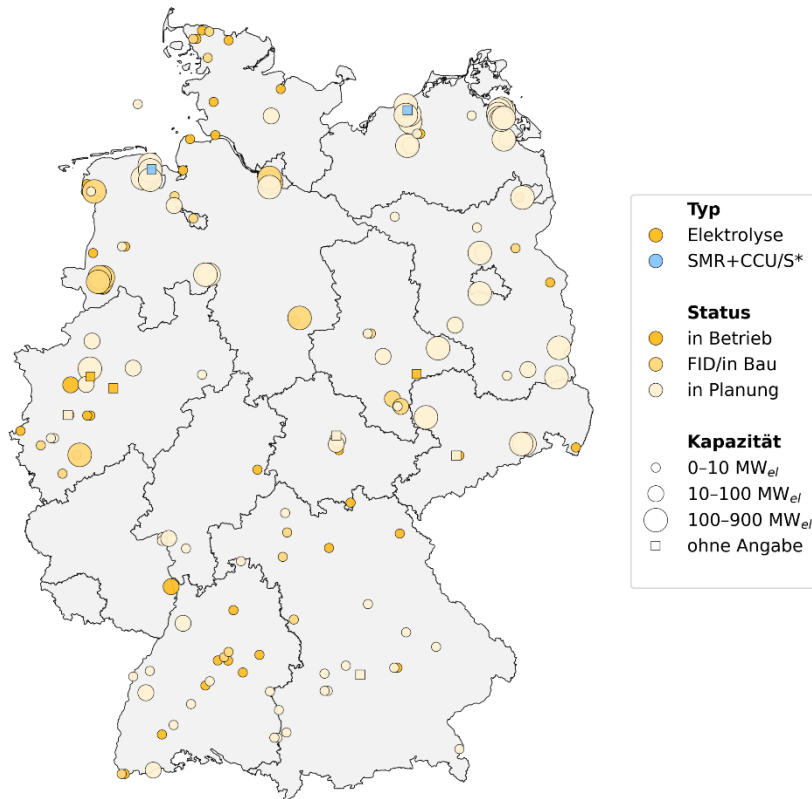 Typ
Elektrolyse
SMR+CCU/S*
Status
in Betrieb
FID/in Bau
in Planung
Kapazität
0–10 MWel
10–100 MWel
100–900 MWel
ohne Angabe